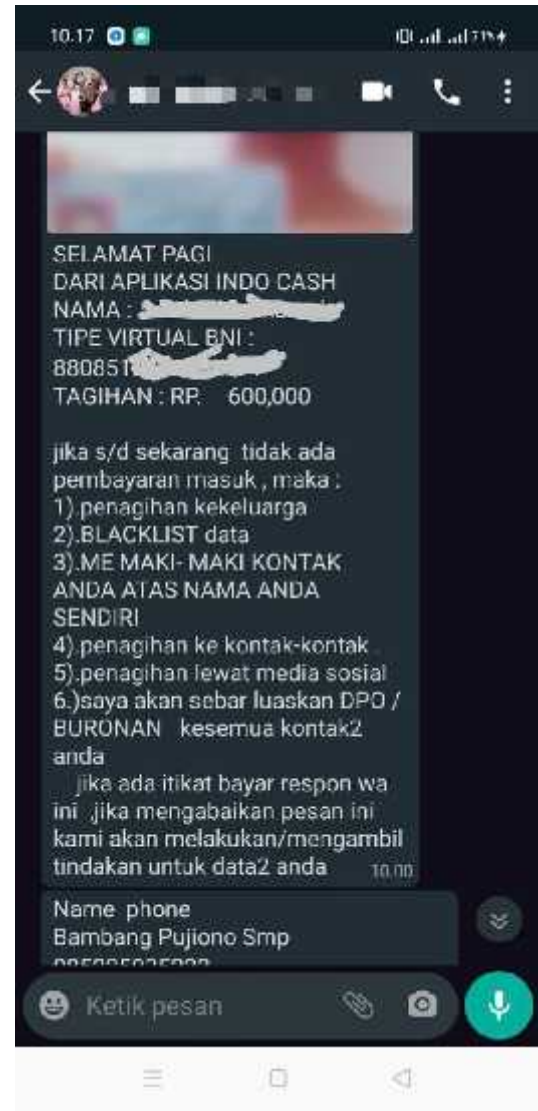 10.17
SELAMAT PAGI
DARI APLIKASI INDO CASH
NAMA :
TIPE VIRTUAL BNI :
880851
TAGIHAN : RP. 600,000
jika s/d sekarang tidak ada
pembayaran masuk , maka ;
1).penagihan kekeluarga
2).BLACKLIST data
3).ME MAKI- MAKI KONTAK
ANDA ATAS NAMA ANDA
SENDIRI
4).penagihan ke kontak-kontak
5).penagihan lewat media sosial
6.)saya akan sebar luaskan DPO /
BURONAN kesemua kontak2
anda
jika ada itikat bayar respon wa
ini ,jika mengabaikan pesan ini
kami akan melakukan/mengambil
tindakan untuk data2 anda
10.00
Name phone
Bambang Pujiono Smp
Ketik pesan